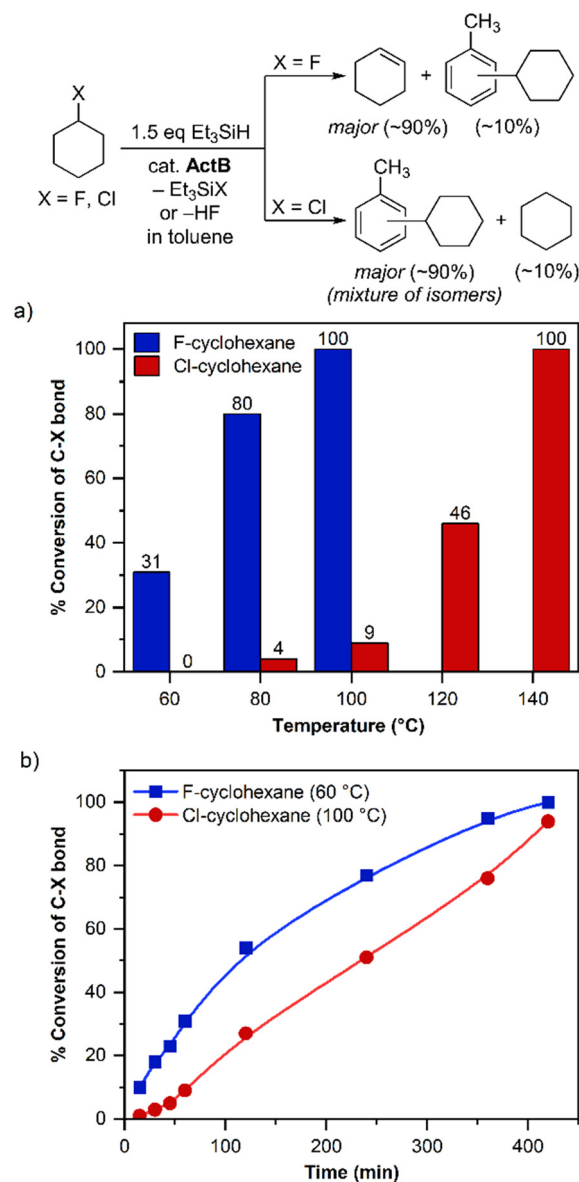 X
X = F, Cl
1.5 eq Et₃SiH
cat. ActB
– Et₃SiX
or –HF
in toluene
X = F
+
CH₃
major (~90%) (~10%)
X = Cl
CH₃
+
major (~90%) (~10%)
(mixture of isomers)
a)
F-cyclohexane
Cl-cyclohexane
% Conversion of C-X bond
100
80
60
40
20
0
31
0
80
4
100
9
46
100
60 80 100 120 140
Temperature (°C)
b)
F-cyclohexane (60 °C)
Cl-cyclohexane (100 °C)
% Conversion of C-X bond
100
80
60
40
20
0
0 100 200 300 400
Time (min)